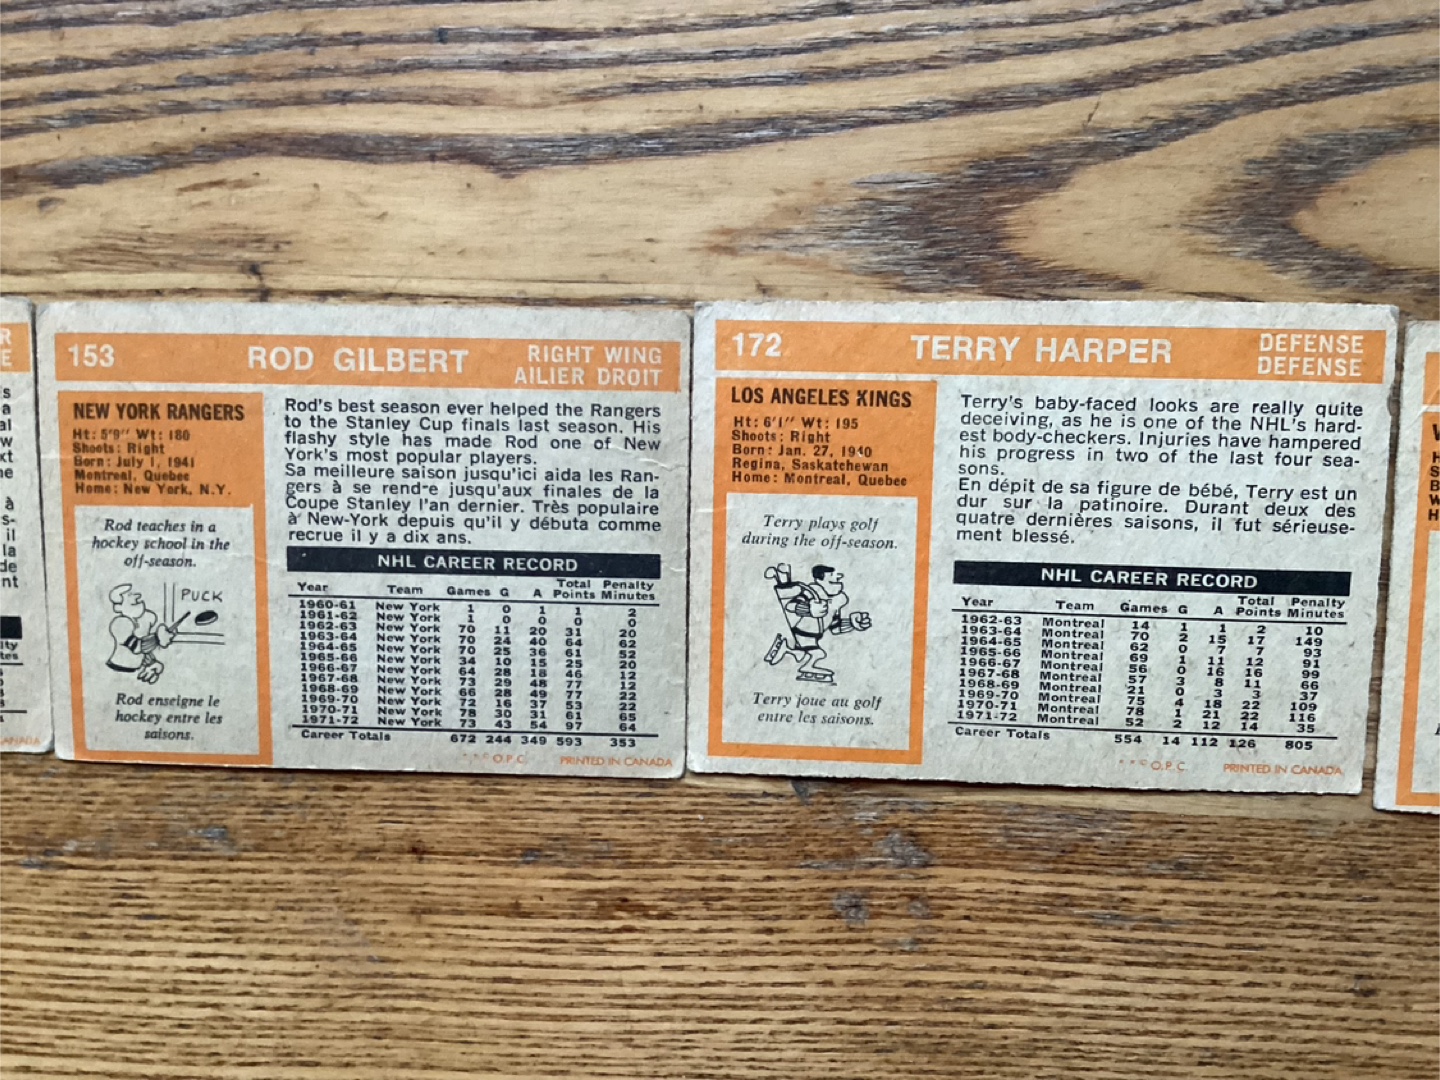 153 ROD GILBERT RIGHT WING
AILIER DROIT
NEW YORK RANGERS
Ht: 5'9" Wt: 180
Shoots: Right
Born: July 1, 1941
Montreal, Quebec
Home: New York, N.Y.
Rod teaches in a
hockey school in the
off-season.
PUCK
Rod enseigne le
hockey entre les
saisons.
Rod's best season ever helped the Rangers
to the Stanley Cup finals last season. His
flashy style has made Rod one of New
York's most popular players.
Sa meilleure saison jusqu'ici aida les Ran-
gers à se rendre jusqu'aux finales de la
Coupe Stanley l'an dernier. Très populaire
à New-York depuis qu'il y débuta comme
recrue il y a dix ans.
NHL CAREER RECORD
Year Team Games G A Total Points Penalty Minutes
1960-61 New York 1 0 1 1 2
1961-62 New York 1 0 0 0 0
1962-63 New York 70 11 20 31 20
1963-64 New York 70 24 40 64 62
1964-65 New York 70 25 36 61 52
1965-66 New York 34 10 15 25 20
1966-67 New York 64 28 18 46 12
1967-68 New York 73 29 48 77 12
1968-69 New York 66 28 49 77 22
1969-70 New York 72 16 37 53 22
1970-71 New York 78 30 31 61 65
1971-72 New York 73 43 54 97 64
Career Totals 672 244 349 593 353
* * © O.P.C. PRINTED IN CANADA
172 TERRY HARPER DEFENSE
DEFENSE
LOS ANGELES KINGS
Ht: 6'1" Wt: 195
Shoots: Right
Born: Jan. 27, 1940
Regina, Saskatchewan
Home: Montreal, Quebec
Terry plays golf
during the off-season.
Terry joue au golf
entre les saisons.
Terry's baby-faced looks are really quite
deceiving, as he is one of the NHL's hard-
est body-checkers. Injuries have hampered
his progress in two of the last four sea-
sons.
En dépit de sa figure de bébé, Terry est un
dur sur la patinoire. Durant deux des
quatre dernières saisons, il fut sérieuse-
ment blessé.
NHL CAREER RECORD
Year Team Games G A Total Points Penalty Minutes
1962-63 Montreal 14 1 1 2 10
1963-64 Montreal 70 2 15 17 149
1964-65 Montreal 62 0 7 7 93
1965-66 Montreal 69 1 11 12 91
1966-67 Montreal 56 0 16 16 99
1967-68 Montreal 57 3 8 11 66
1968-69 Montreal 21 0 3 3 37
1969-70 Montreal 75 4 18 22 109
1970-71 Montreal 78 1 21 22 116
1971-72 Montreal 52 2 12 14 35
Career Totals 554 14 112 126 805
* * © O.P.C. PRINTED IN CANADA